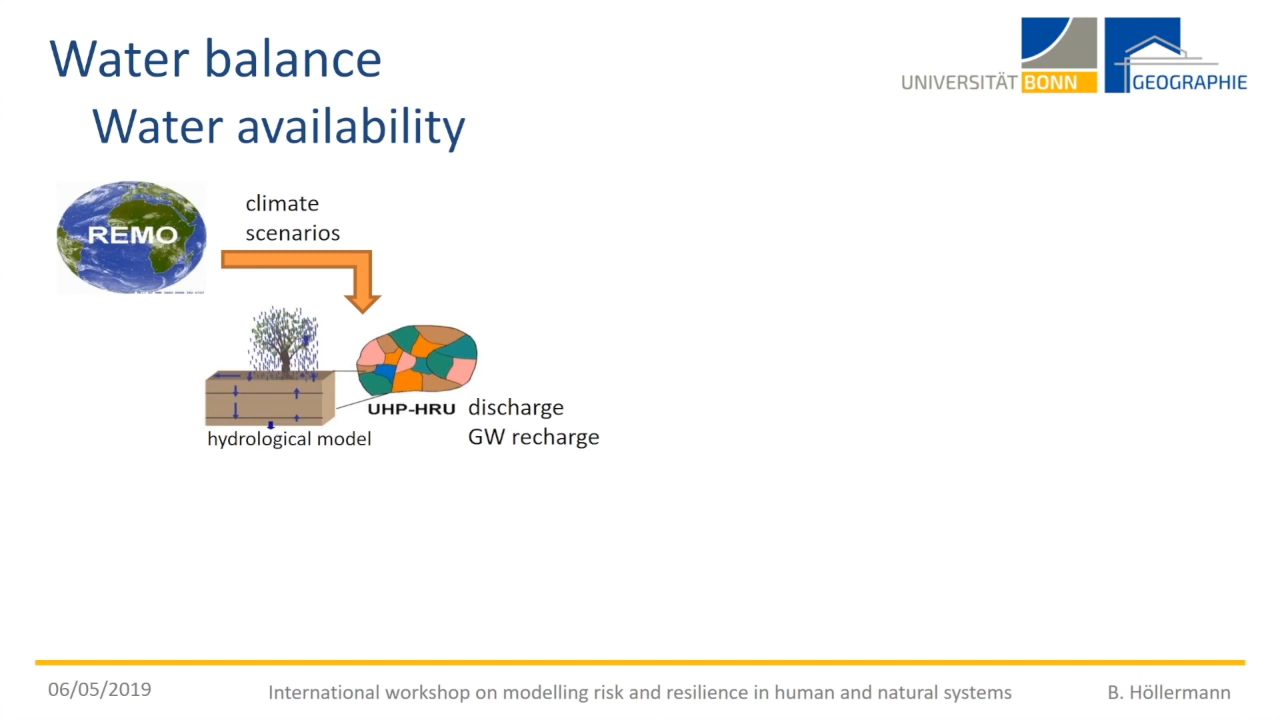 Water balance
Water availability
UNIVERSITÄT BONN
GEOGRAPHIE
REMO
climate
scenarios
UHP-HRU
discharge
GW recharge
hydrological model
06/05/2019
International workshop on modelling risk and resilience in human and natural systems
B. Höllermann